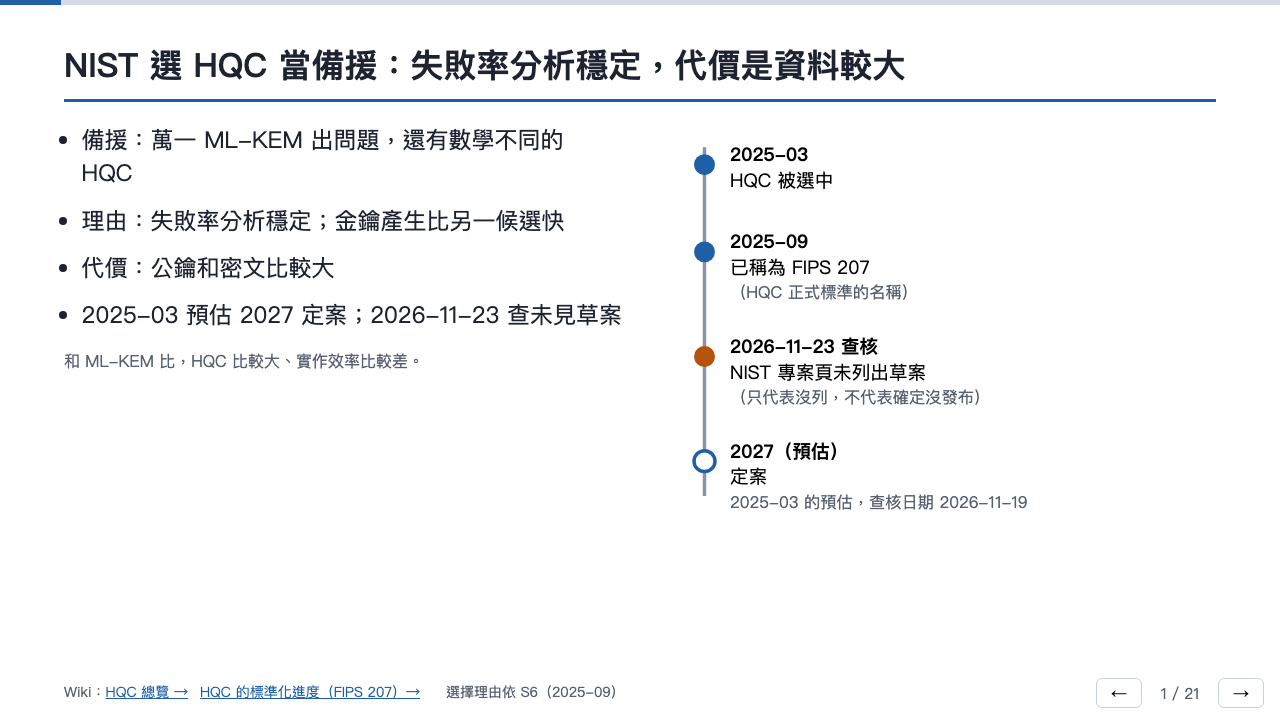 NIST 選 HQC 當備援：失敗率分析穩定，代價是資料較大
• 備援：萬一 ML-KEM 出問題，還有數學不同的
HQC
• 理由：失敗率分析穩定；金鑰產生比另一候選快
• 代價：公鑰和密文比較大
• 2025-03 預估 2027 定案；2026-11-23 查未見草案
和 ML-KEM 比，HQC 比較大、實作效率比較差。
2025-03
HQC 被選中
2025-09
已稱為 FIPS 207
（HQC 正式標準的名稱）
2026-11-23 查核
NIST 專案頁未列出草案
（只代表沒列，不代表確定沒發布）
2027（預估）
定案
2025-03 的預估，查核日期 2026-11-19
Wiki：HQC 總覽 → HQC 的標準化進度（FIPS 207）→ 選擇理由依 S6（2025-09）
← 1 / 21 →